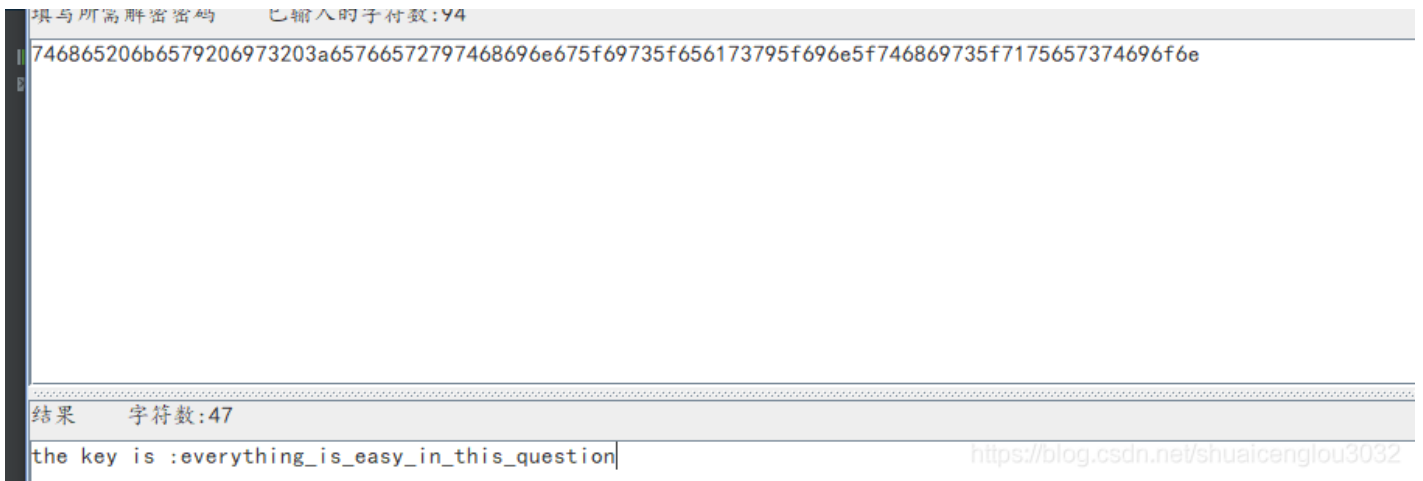 填写所需解密密码 已输入的字符数:94
746865206b6579206973203a65766572797468696e675f69735f656173795f696e5f746869735f7175657374696f6e
结果 字符数:47
the key is :everything_is_easy_in_this_question
https://blog.csdn.net/shuaicenglou3032